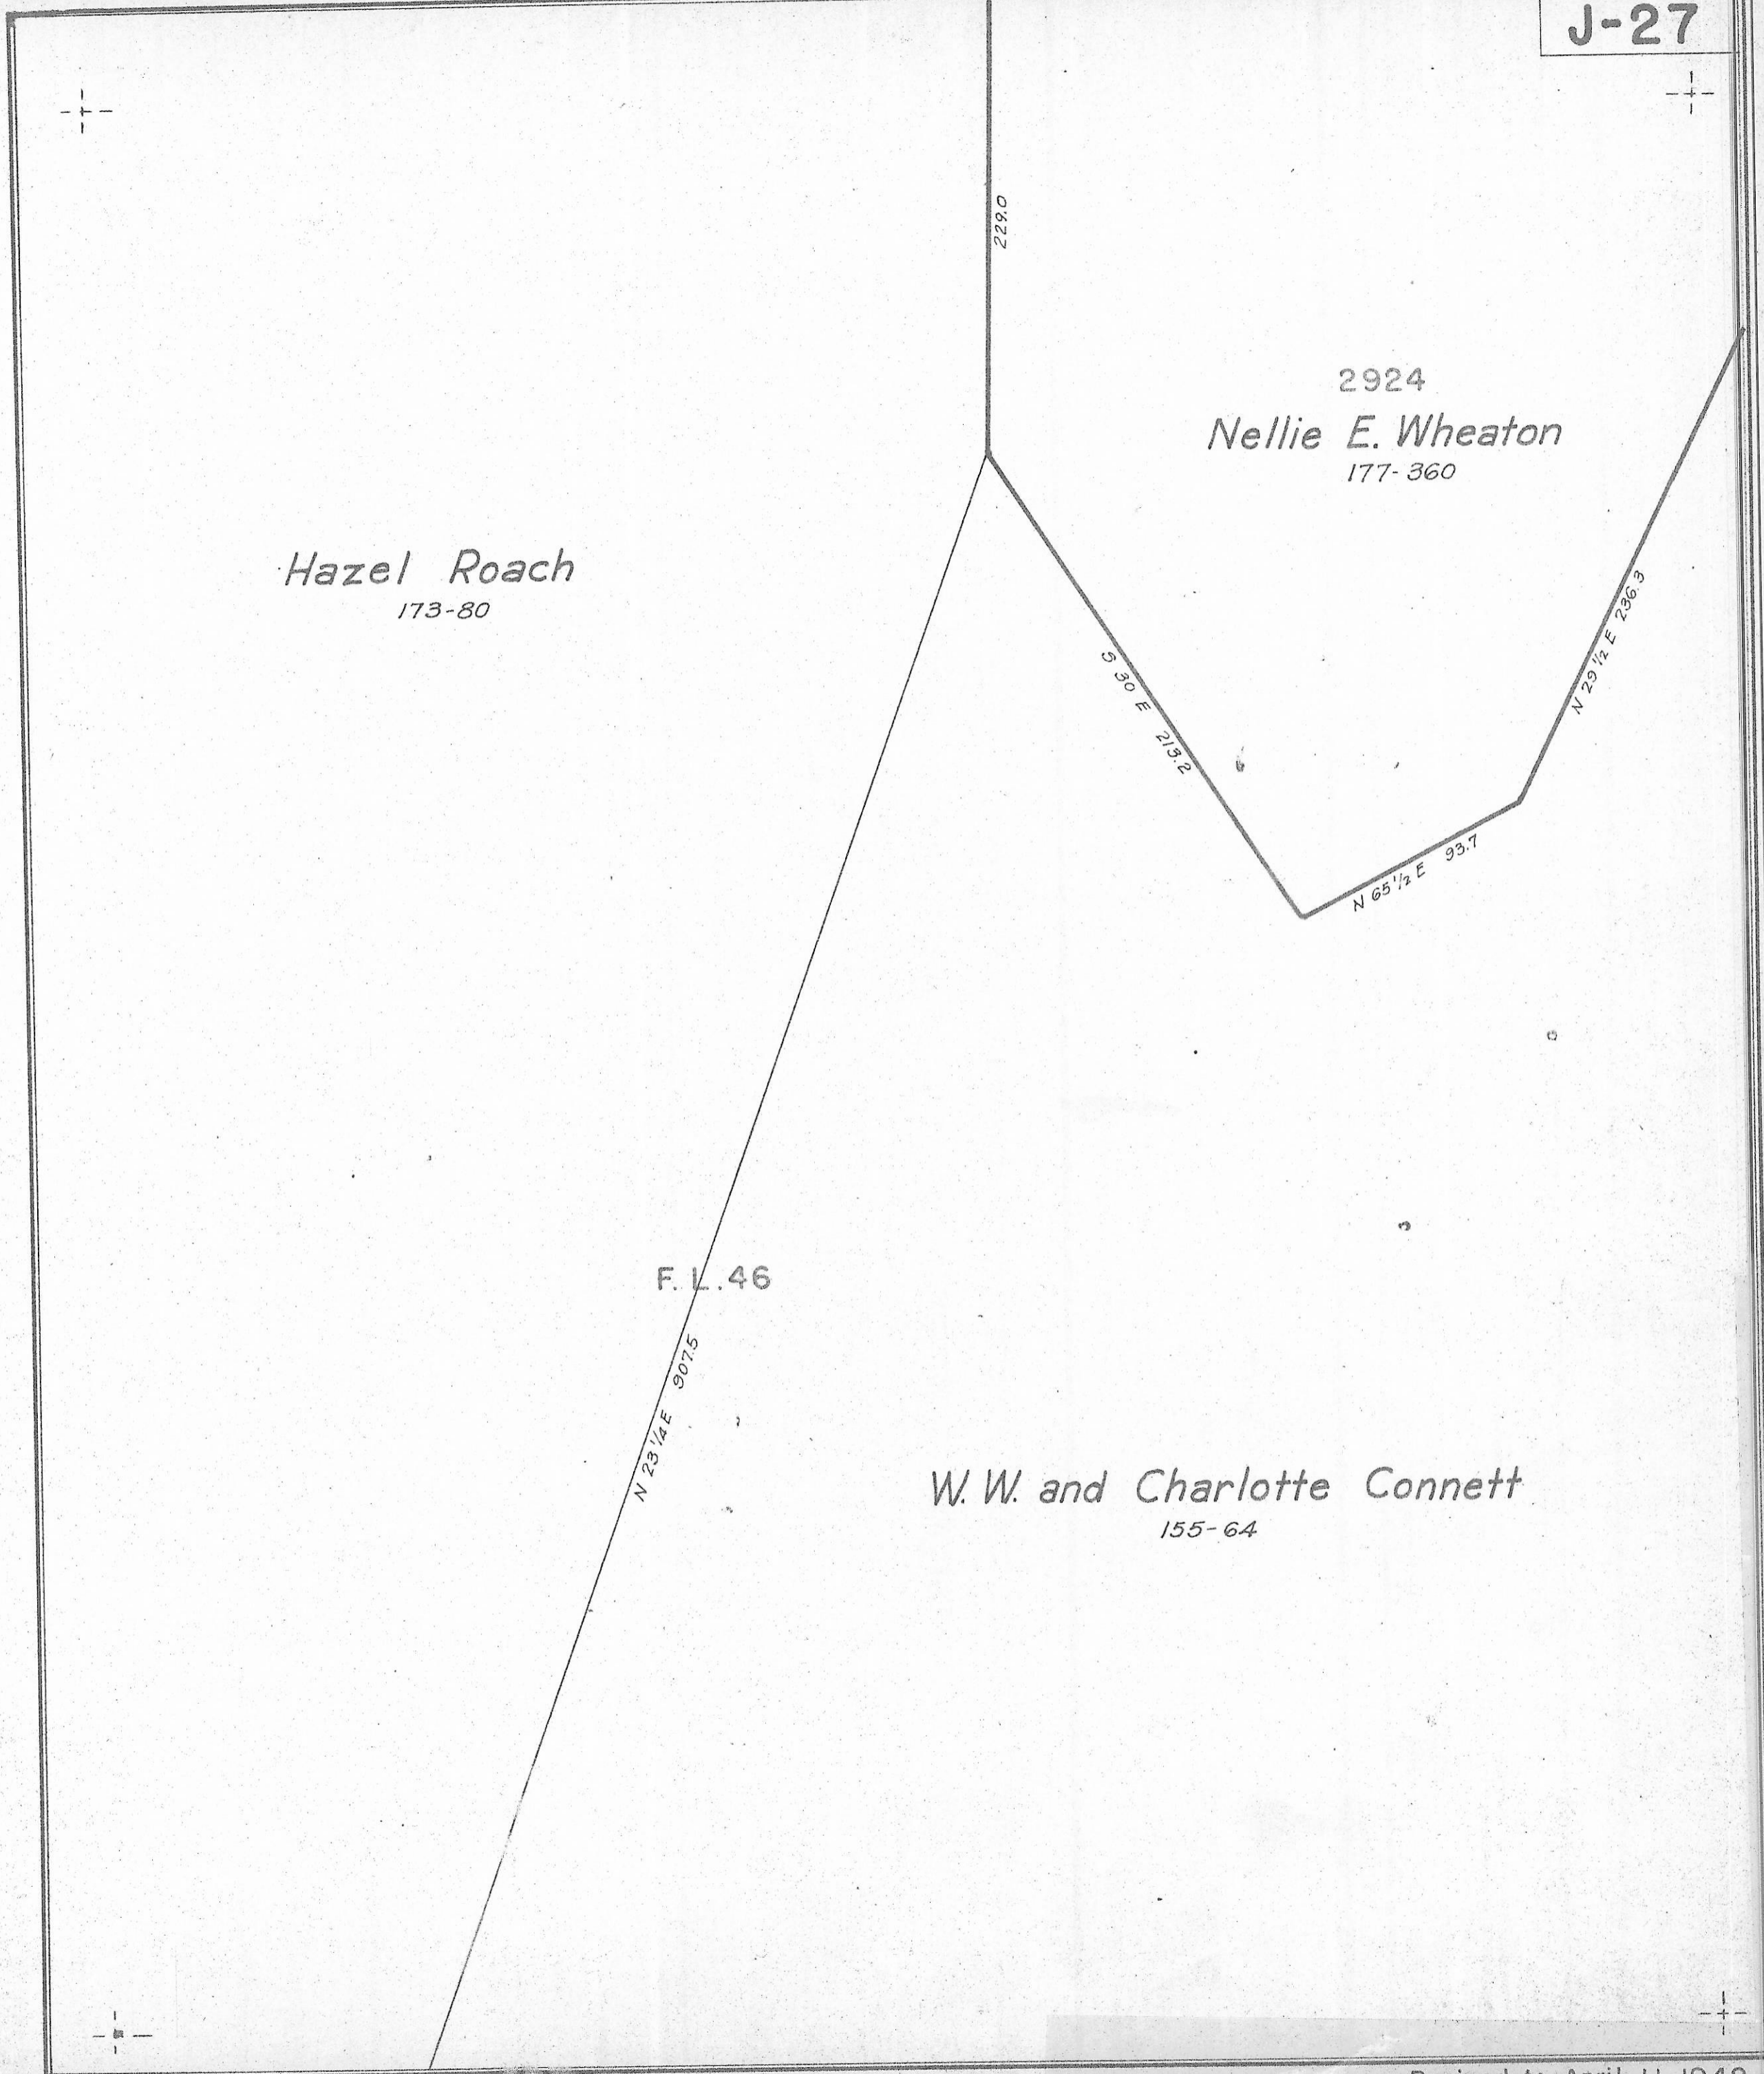 J-27
229.0
2924
Nellie E. Wheaton
177-360
Hazel Roach
173-80
S 30 E 213.2
N 29 1/2 E 236.3
N 65 1/2 E 93.7
F. L. 46
N 23 1/4 E 907.5
W. W. and Charlotte Connett
155-64